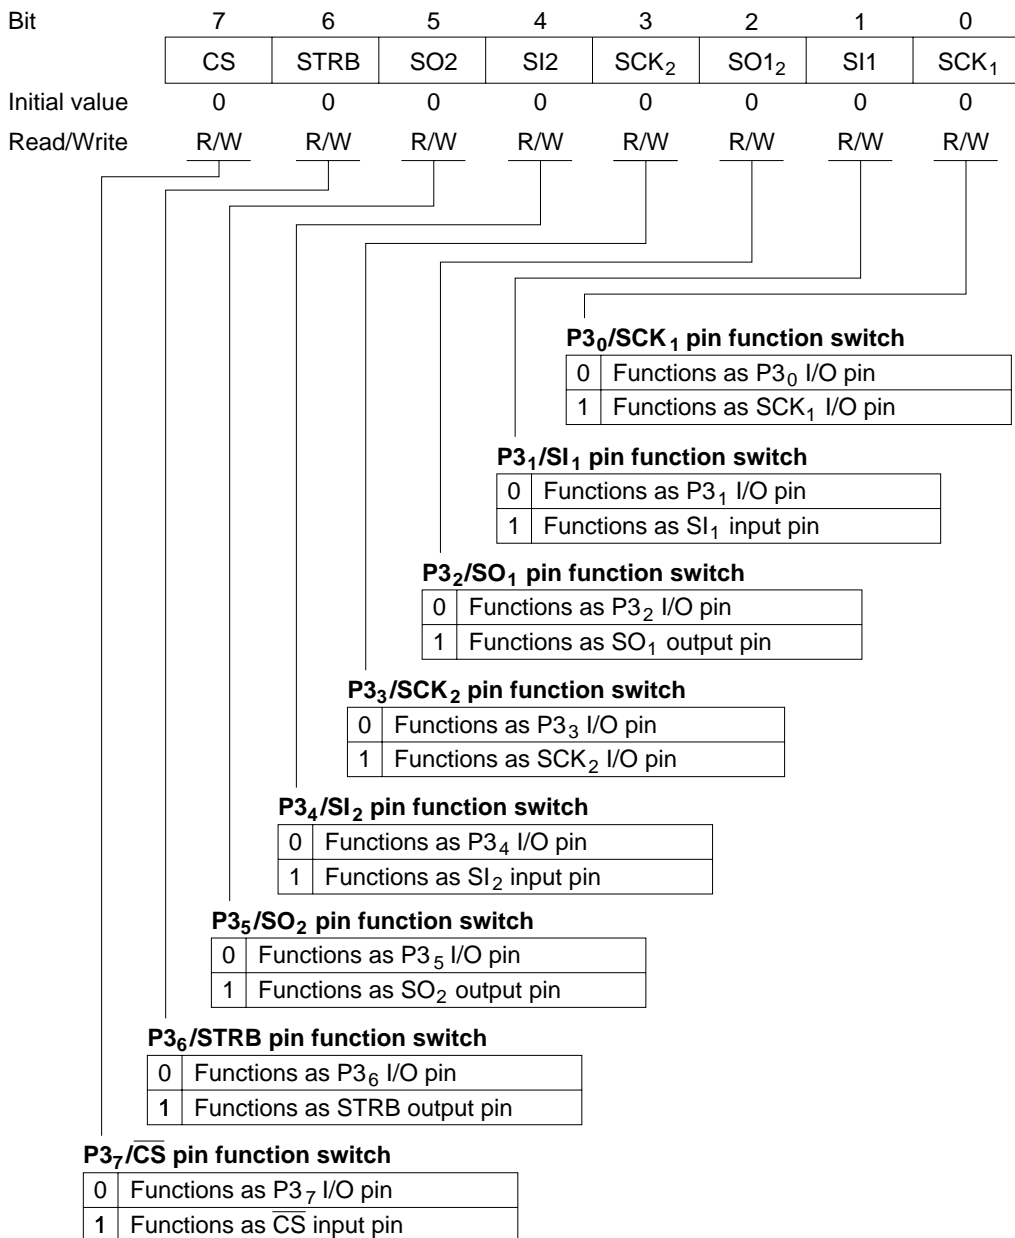 Bit 7 6 5 4 3 2 1 0
CS STRB SO2 SI2 SCK₂ SO1₂ SI1 SCK₁
Initial value 0 0 0 0 0 0 0 0
Read/Write R/W R/W R/W R/W R/W R/W R/W R/W
P3₀/SCK₁ pin function switch
0 Functions as P3₀ I/O pin
1 Functions as SCK₁ I/O pin
P3₁/SI₁ pin function switch
0 Functions as P3₁ I/O pin
1 Functions as SI₁ input pin
P3₂/SO₁ pin function switch
0 Functions as P3₂ I/O pin
1 Functions as SO₁ output pin
P3₃/SCK₂ pin function switch
0 Functions as P3₃ I/O pin
1 Functions as SCK₂ I/O pin
P3₄/SI₂ pin function switch
0 Functions as P3₄ I/O pin
1 Functions as SI₂ input pin
P3₅/SO₂ pin function switch
0 Functions as P3₅ I/O pin
1 Functions as SO₂ output pin
P3₆/STRB pin function switch
0 Functions as P3₆ I/O pin
1 Functions as STRB output pin
P3₇/C̅S̅ pin function switch
0 Functions as P3₇ I/O pin
1 Functions as C̅S̅ input pin